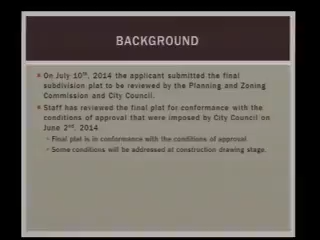 BACKGROUND
On July 10th, 2014 the applicant submitted the final
subdivision plat to be reviewed by the Planning and Zoning
Commission and City Council.
Staff has reviewed the final plat for conformance with the
conditions of approval that were imposed by City Council on
June 2nd, 2014
Final plat is in conformance with the conditions of approval
Some conditions will be addressed at construction drawing stage.